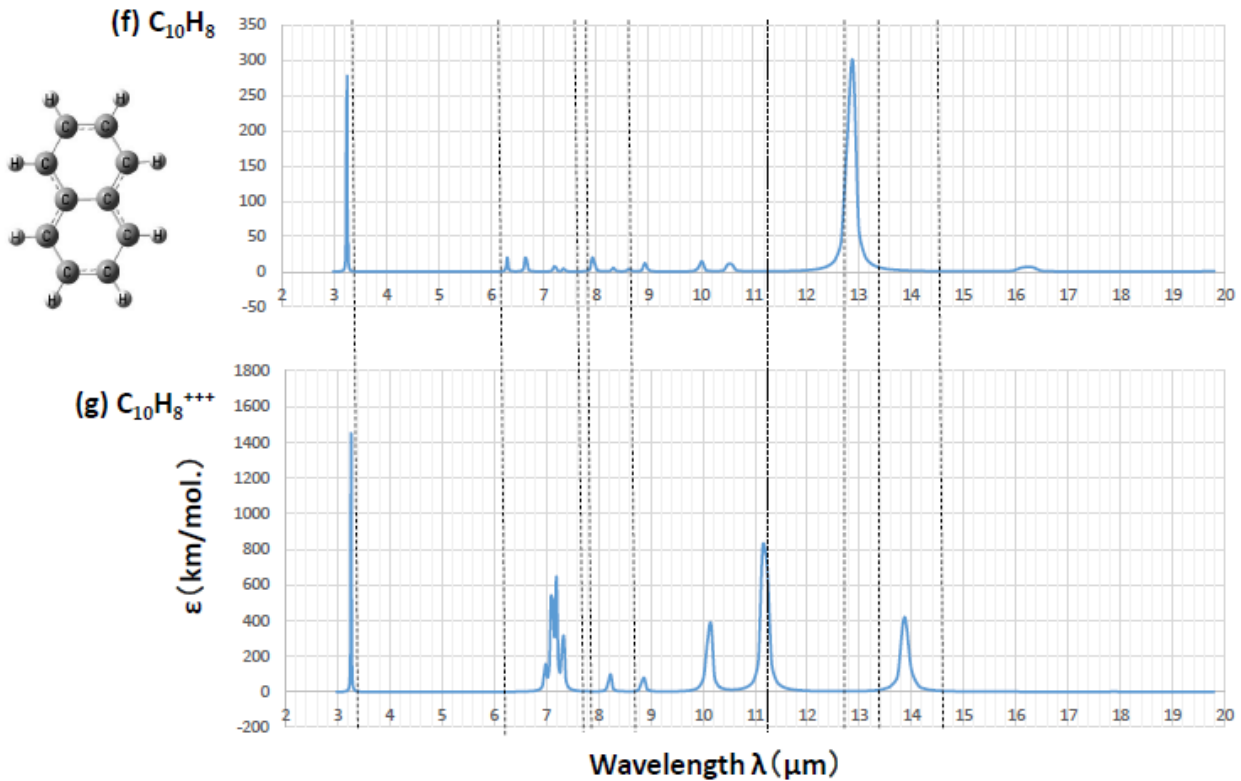 (f) C₁₀H₈
350
300
250
200
150
100
50
0
-50
2 3 4 5 6 7 8 9 10 11 12 13 14 15 16 17 18 19 20
H H
C C
H C C H
C C
H C C H
C C
H H
(g) C₁₀H₈⁺⁺⁺
1800
1600
1400
1200
1000
800
600
400
200
0
-200
2 3 4 5 6 7 8 9 10 11 12 13 14 15 16 17 18 19 20
ε(km/mol.)
Wavelength λ(μm)